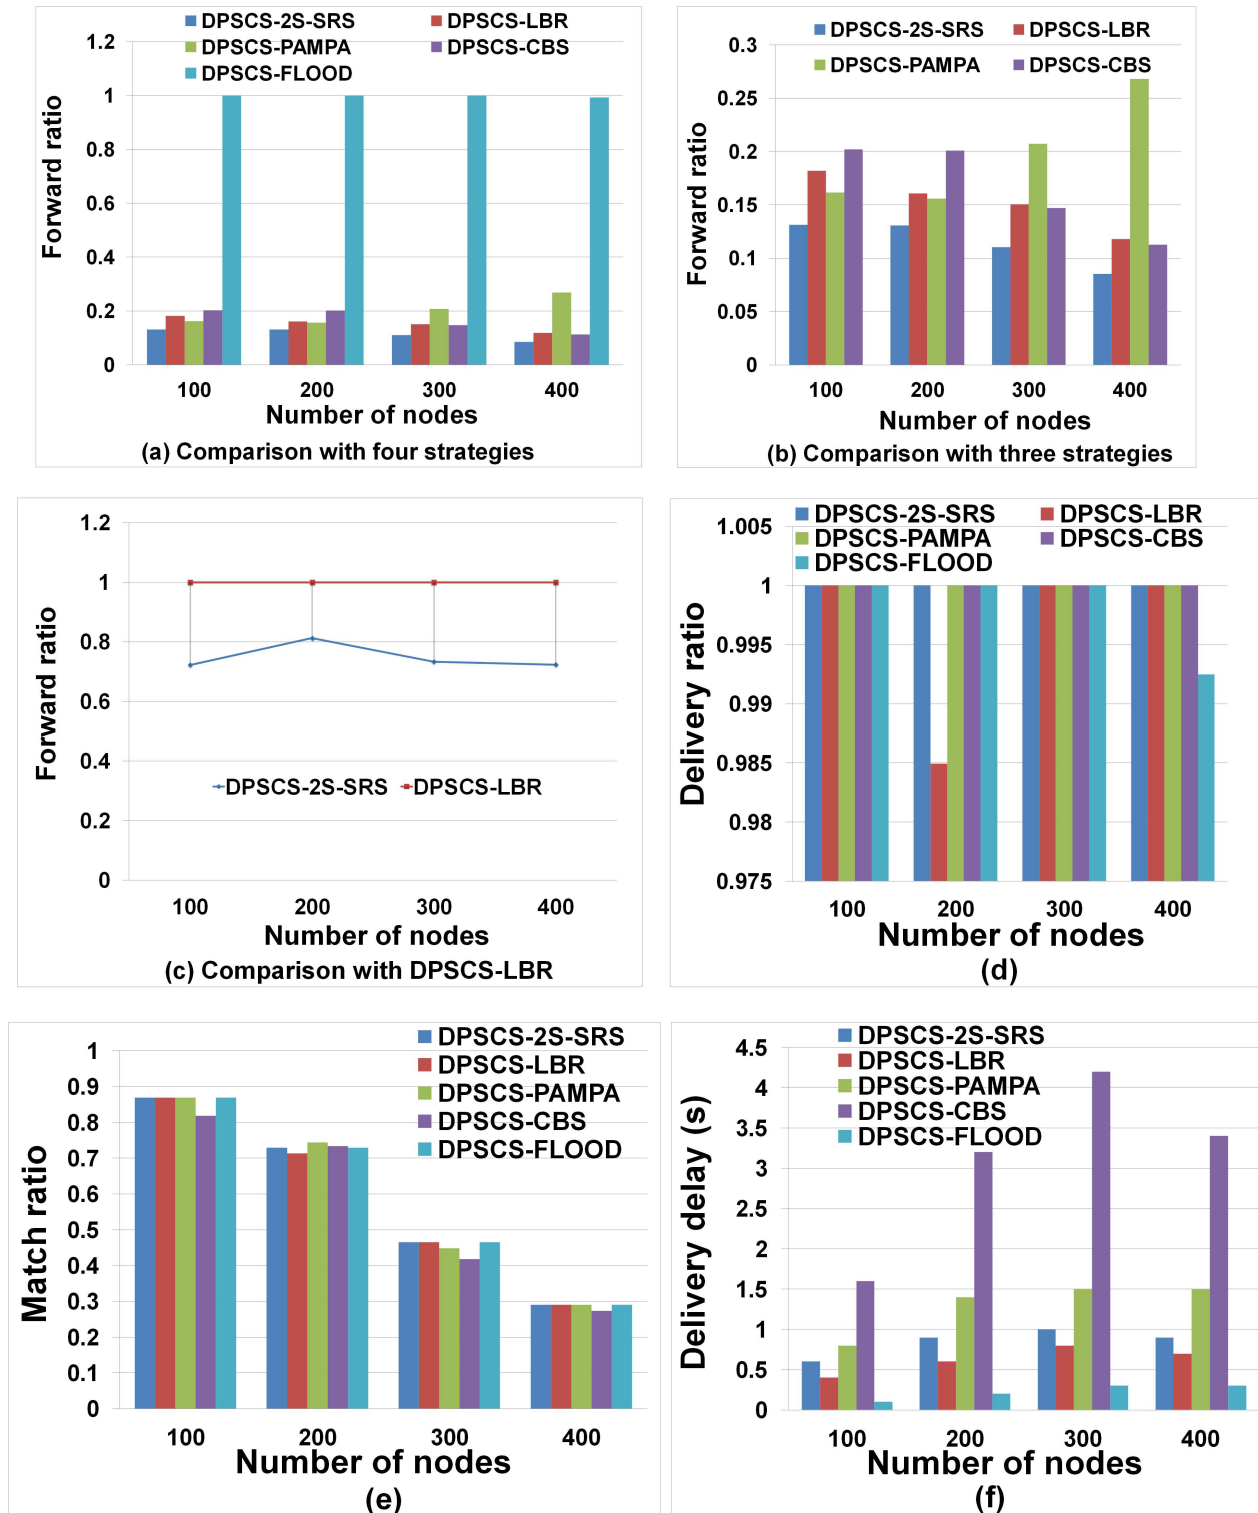 DPSCS-2S-SRS DPSCS-LBR
DPSCS-PAMPA DPSCS-CBS
DPSCS-FLOOD
1.2
1
0.8
0.6
0.4
0.2
0
Forward ratio
100 200 300 400
Number of nodes
(a) Comparison with four strategies
DPSCS-2S-SRS DPSCS-LBR
DPSCS-PAMPA DPSCS-CBS
0.3
0.25
0.2
0.15
0.1
0.05
0
Forward ratio
100 200 300 400
Number of nodes
(b) Comparison with three strategies
1.2
1
0.8
0.6
0.4
0.2
0
Forward ratio
DPSCS-2S-SRS DPSCS-LBR
100 200 300 400
Number of nodes
(c) Comparison with DPSCS-LBR
DPSCS-2S-SRS DPSCS-LBR
DPSCS-PAMPA DPSCS-CBS
DPSCS-FLOOD
1.005
1
0.995
0.99
0.985
0.98
0.975
Delivery ratio
100 200 300 400
Number of nodes
(d)
DPSCS-2S-SRS
DPSCS-LBR
DPSCS-PAMPA
DPSCS-CBS
DPSCS-FLOOD
1
0.9
0.8
0.7
0.6
0.5
0.4
0.3
0.2
0.1
0
Match ratio
100 200 300 400
Number of nodes
(e)
DPSCS-2S-SRS
DPSCS-LBR
DPSCS-PAMPA
DPSCS-CBS
DPSCS-FLOOD
4.5
4
3.5
3
2.5
2
1.5
1
0.5
0
Delivery delay (s)
100 200 300 400
Number of nodes
(f)